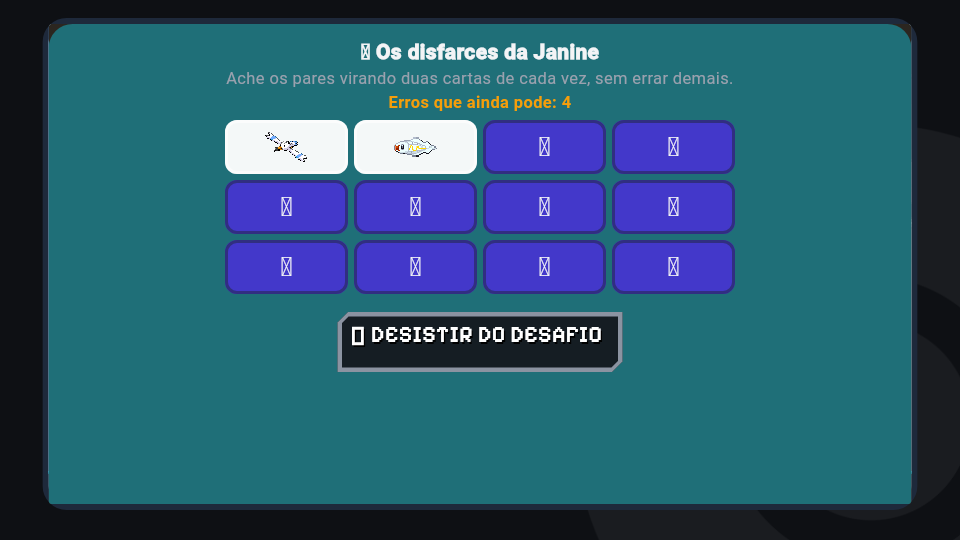 Os disfarces da Janine
Ache os pares virando duas cartas de cada vez, sem errar demais.
Erros que ainda pode: 4
DESISTIR DO DESAFIO